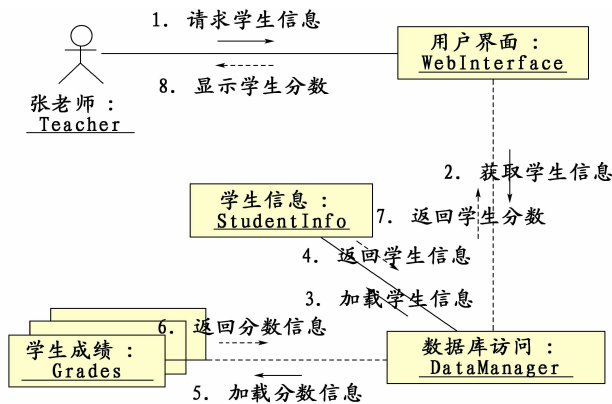 1. 请求学生信息
用户界面 :
WebInterface
8. 显示学生分数
张老师 :
Teacher
2. 获取学生信息
学生信息 :
StudentInfo
7. 返回学生分数
4. 返回学生信息
3. 加载学生信息
6. 返回分数信息
学生成绩 :
Grades
数据库访问 :
DataManager
5. 加载分数信息